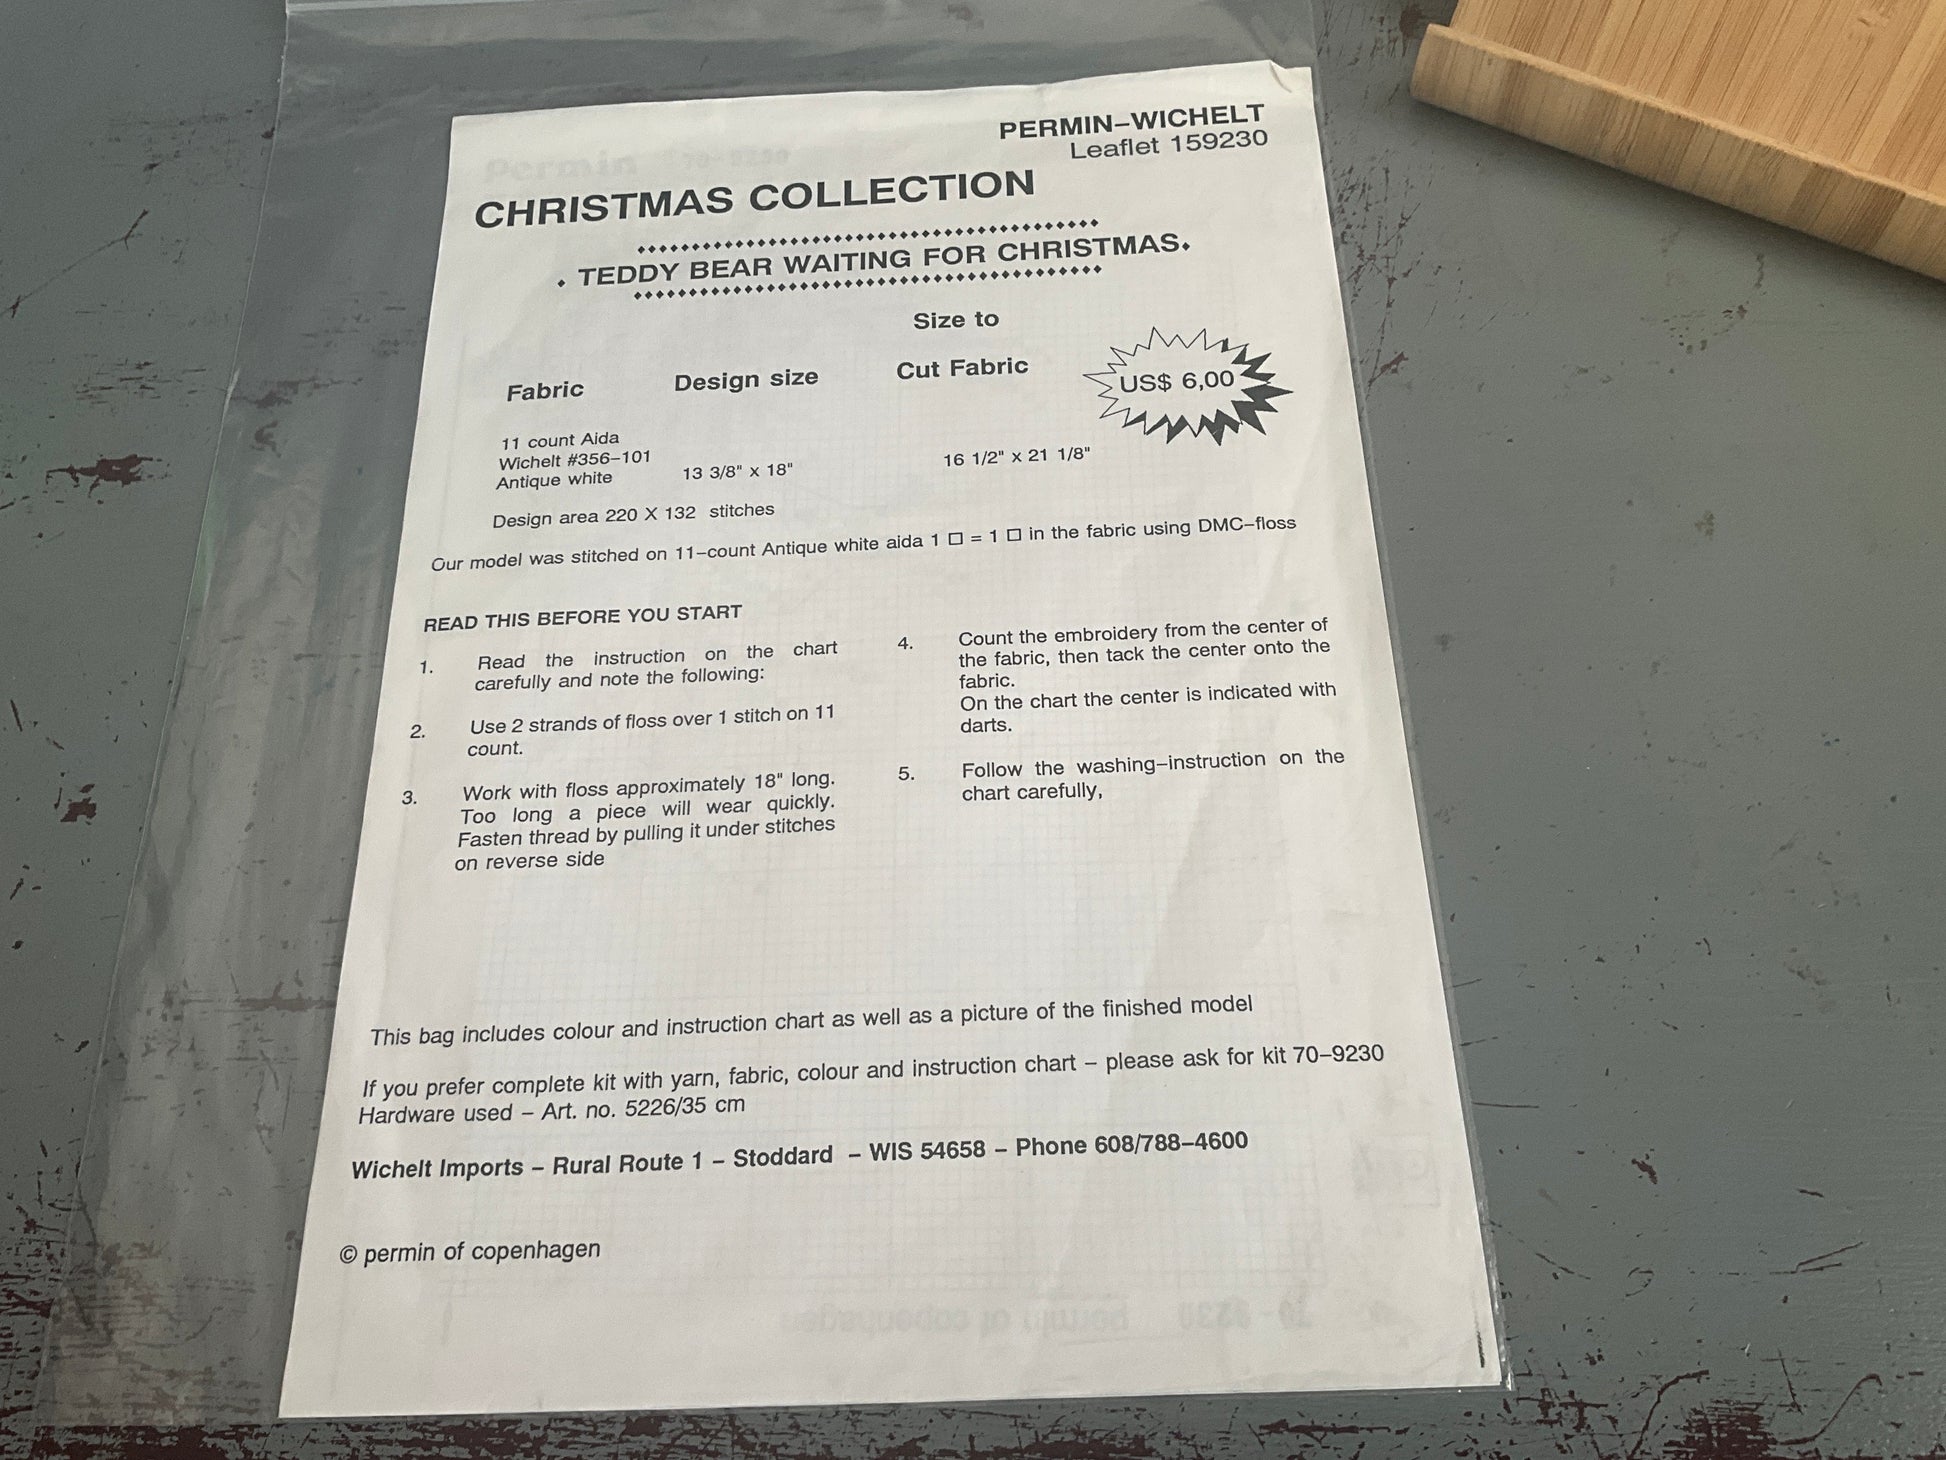 PERMIN–WICHELT
Leaflet 159230
CHRISTMAS COLLECTION
TEDDY BEAR WAITING FOR CHRISTMAS
Size to
Fabric Design size Cut Fabric
US$ 6,00
11 count Aida
Wichelt #356–101
Antique white
13 3/8" x 18"
16 1/2" x 21 1/8"
Design area 220 X 132 stitches
Our model was stitched on 11–count Antique white aida 1 □ = 1 □ in the fabric using DMC–floss
READ THIS BEFORE YOU START
1. Read the instruction on the chart
carefully and note the following:
2. Use 2 strands of floss over 1 stitch on 11
count.
3. Work with floss approximately 18" long.
Too long a piece will wear quickly.
Fasten thread by pulling it under stitches
on reverse side
4. Count the embroidery from the center of
the fabric, then tack the center onto the
fabric.
On the chart the center is indicated with
darts.
5. Follow the washing–instruction on the
chart carefully,
This bag includes colour and instruction chart as well as a picture of the finished model
If you prefer complete kit with yarn, fabric, colour and instruction chart – please ask for kit 70–9230
Hardware used – Art. no. 5226/35 cm
Wichelt Imports – Rural Route 1 – Stoddard – WIS 54658 – Phone 608/788–4600
© permin of copenhagen
70-9230 permin of copenhagen